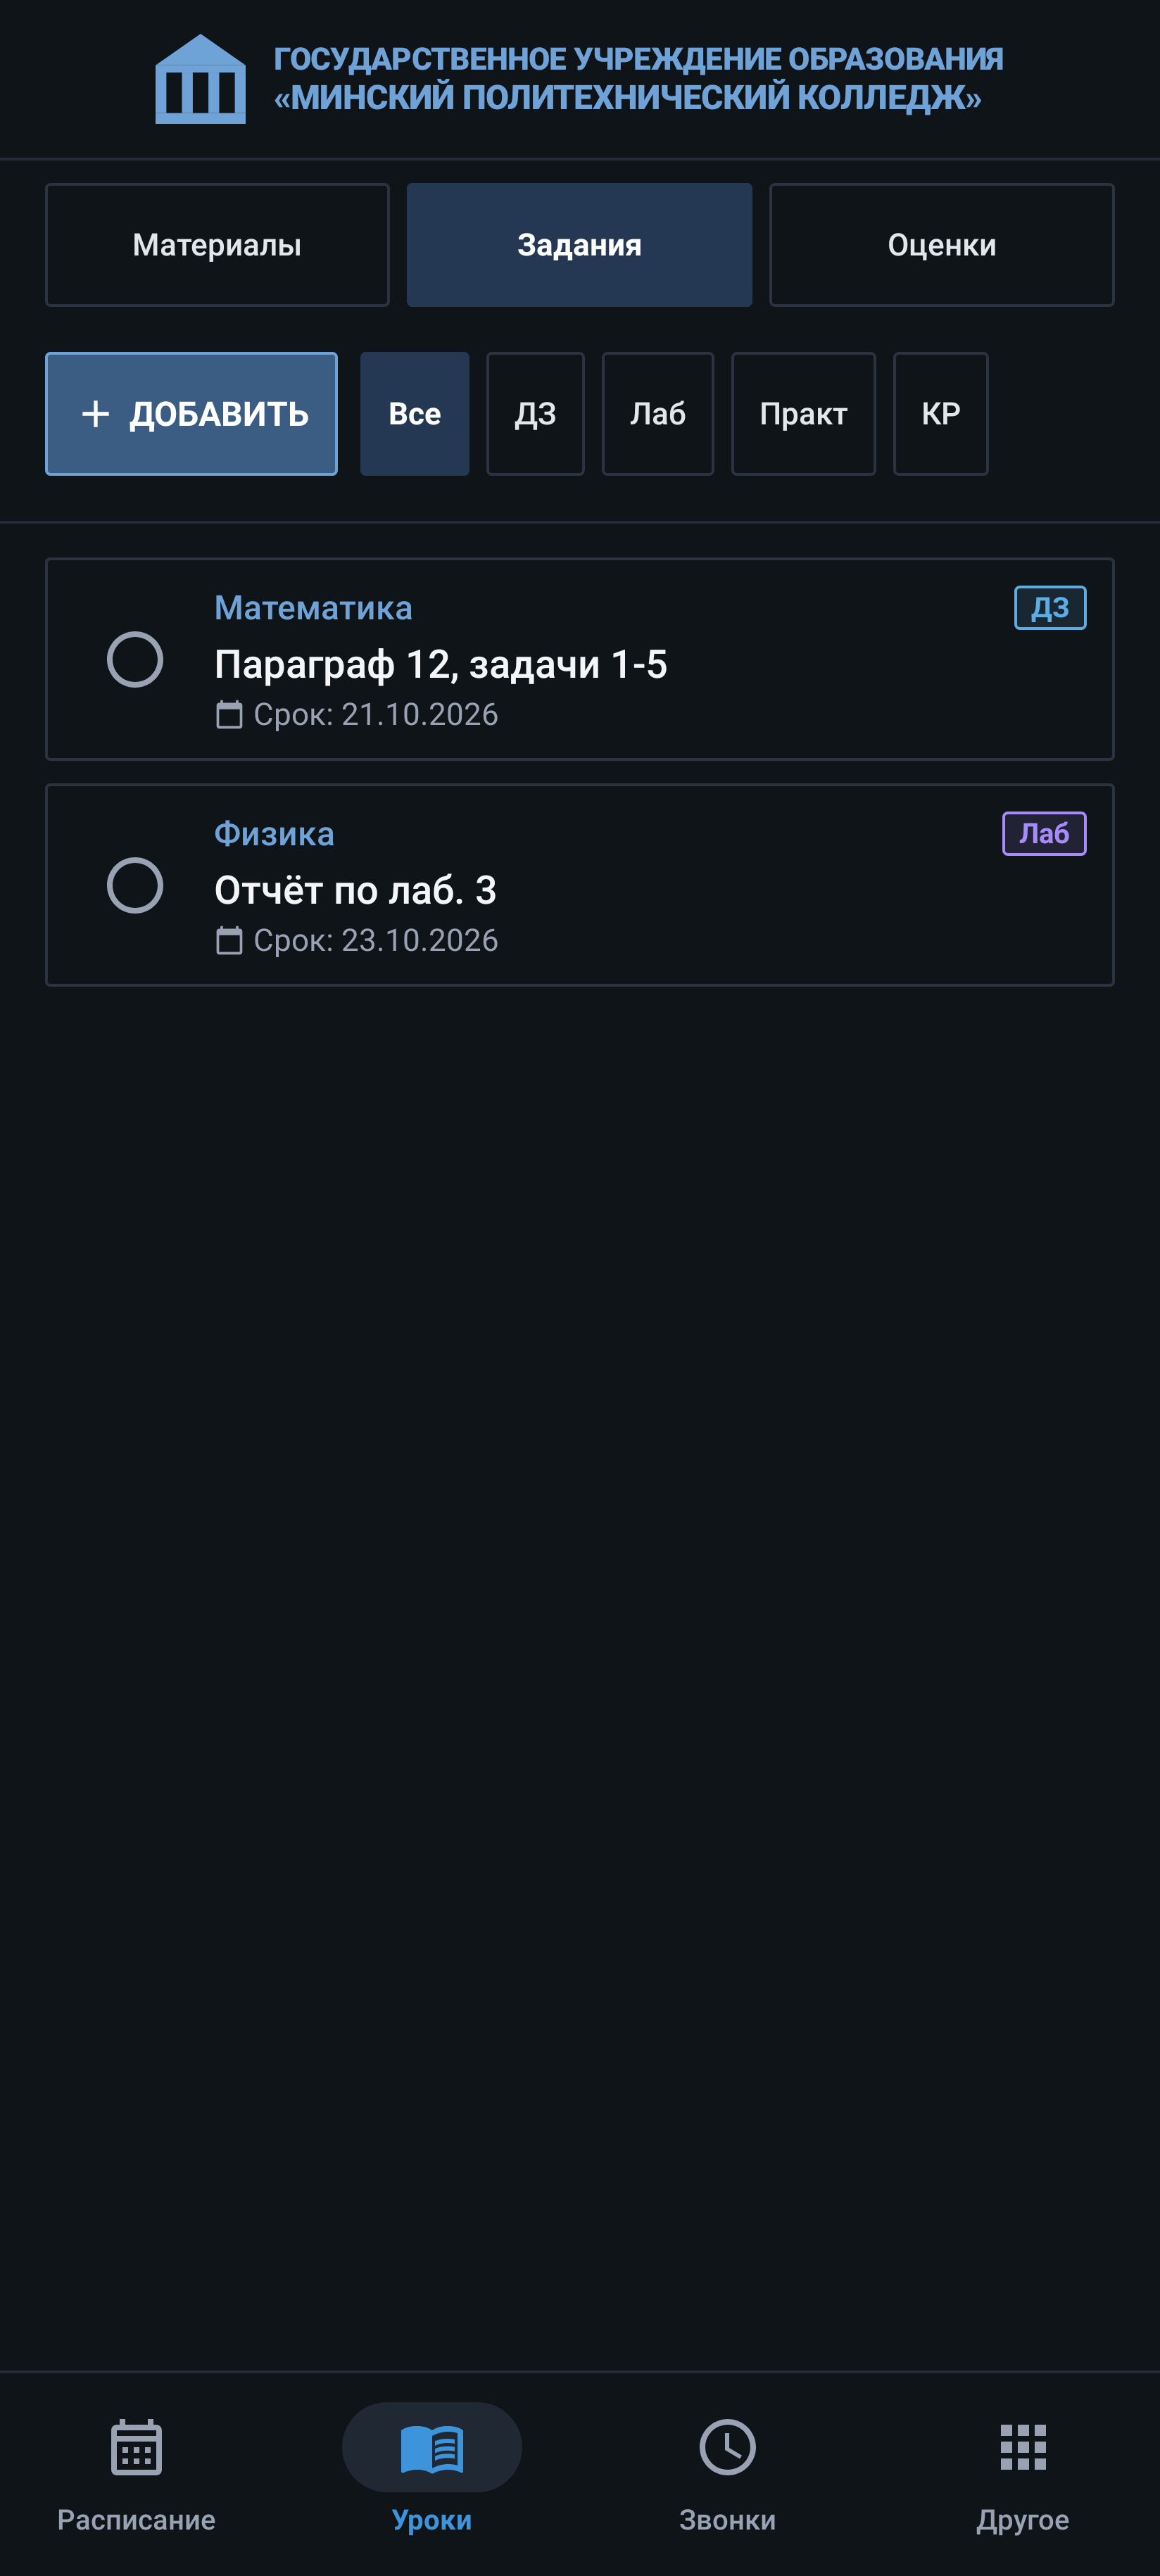 ГОСУДАРСТВЕННОЕ УЧРЕЖДЕНИЕ ОБРАЗОВАНИЯ
«МИНСКИЙ ПОЛИТЕХНИЧЕСКИЙ КОЛЛЕДЖ»
Материалы
Задания
Оценки
ДОБАВИТЬ
Все
ДЗ
Лаб
Практ
КР
Математика
ДЗ
Параграф 12, задачи 1-5
Срок: 21.10.2026
Физика
Лаб
Отчёт по лаб. 3
Срок: 23.10.2026
Расписание
Уроки
Звонки
Другое